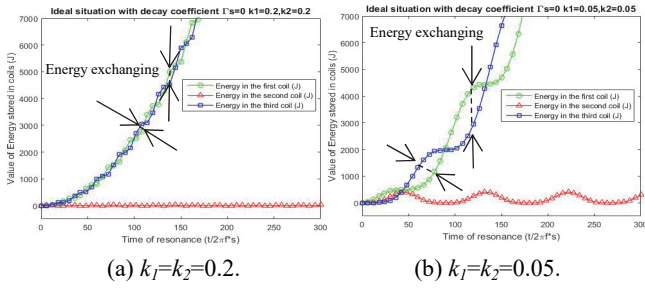 Ideal situation with decay coefficient Γs=0 k1=0.2,k2=0.2
7000
6000
5000
4000
3000
2000
1000
0
Value of Energy stored in coils (J)
Energy exchanging
Energy in the first coil (J)
Energy in the second coil (J)
Energy in the third coil (J)
0 50 100 150 200 250 300
Time of resonance (t/2πf*s)
(a) k1=k2=0.2.
Ideal situation with decay coefficient Γs=0 k1=0.05,k2=0.05
7000
6000
5000
4000
3000
2000
1000
0
Value of Energy stored in coils (J)
Energy exchanging
Energy in the first coil (J)
Energy in the second coil (J)
Energy in the third coil (J)
0 50 100 150 200 250 300
Time of resonance (t/2πf*s)
(b) k1=k2=0.05.